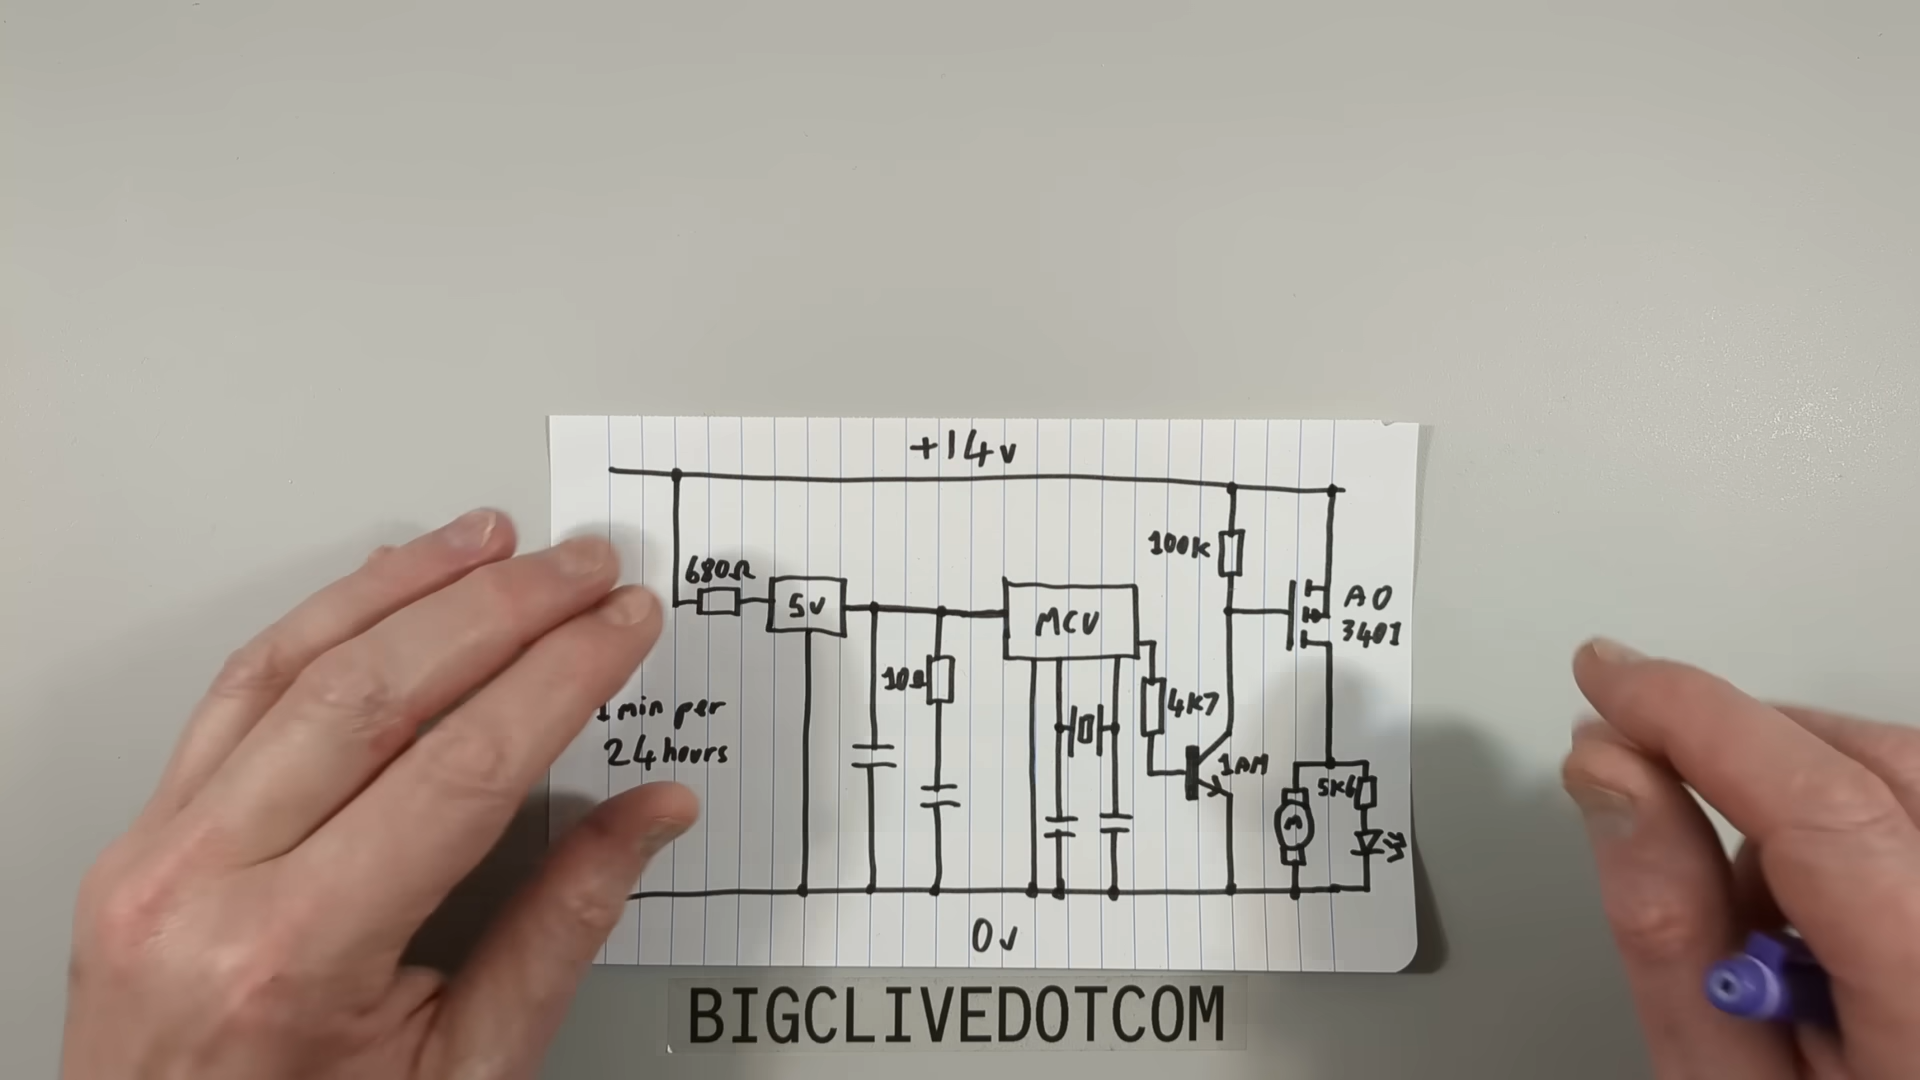 +14v
680Ω
5v
10Ω
MCU
100k
4k7
1AM
AO
3401
5k6
M
1 min per
24 hours
0v
BIGCLIVEDOTCOM